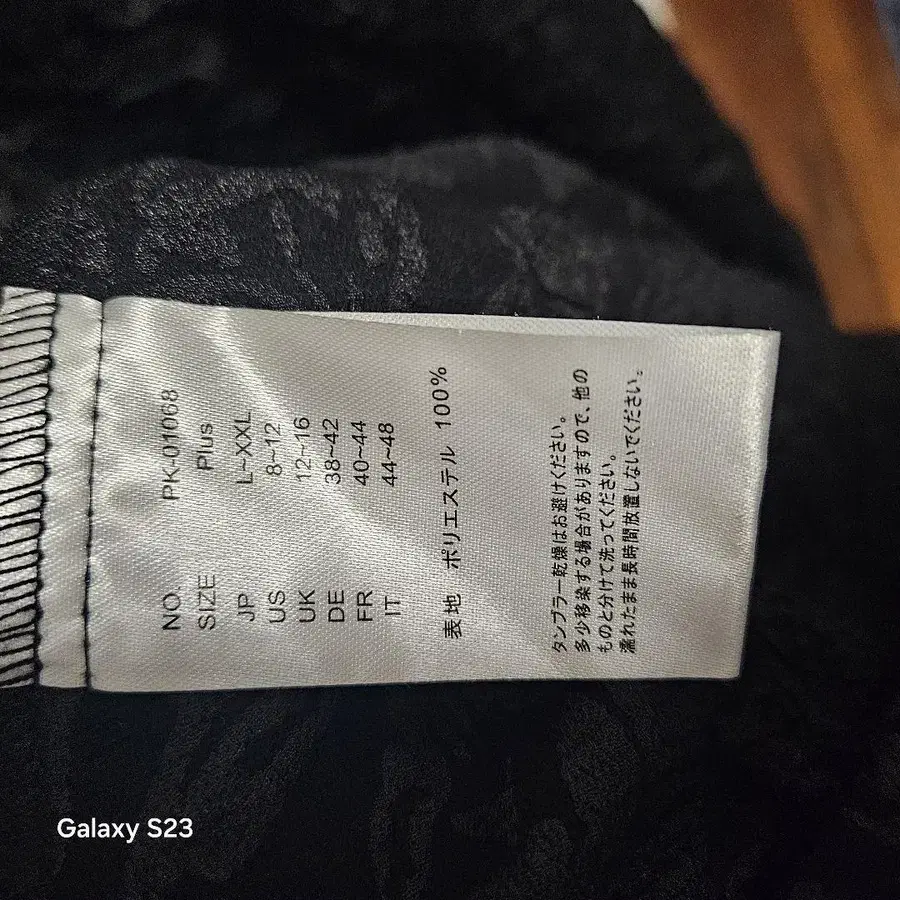 NO. PK-01068
SIZE Plus
JP L~XXL
US 8~12
UK 12~16
DE 38~42
FR 40~44
IT 44~48
表地 ポリエステル 100%
タンブラー乾燥はお避けください。
多少移染する場合がありますので、他の
ものと分けて洗ってください。
濡れたまま長時間放置しないでください。
Galaxy S23